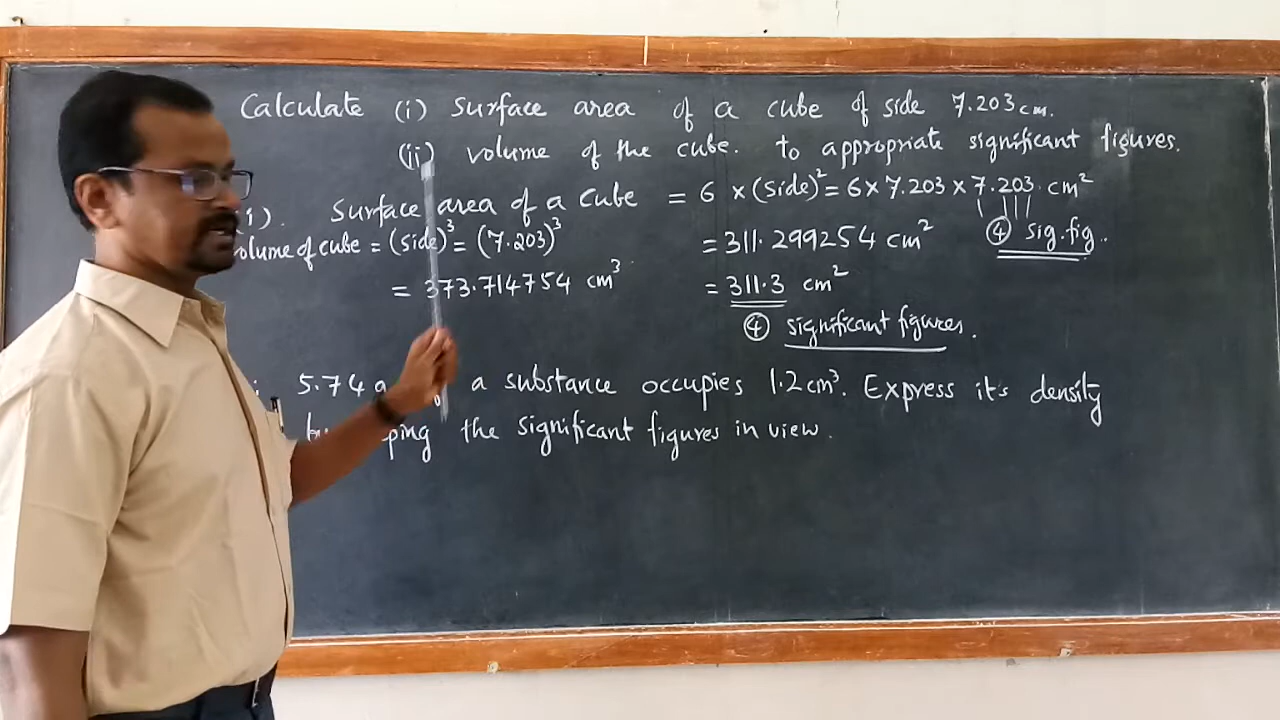 Calculate (i) surface area of a cube of side 7.203 cm.
(ii) volume of the cube. to appropriate significant figures.
(i). Surface area of a cube = 6 × (side)² = 6 × 7.203 × 7.203 cm²
④ sig. fig..
= 311.299254 cm²
= 311.3 cm²
④ significant figures.
volume of cube = (side)³ = (7.203)³
= 373.714754 cm³
5.74 a substance occupies 1.2 cm³. Express it's density
the significant figures in view.